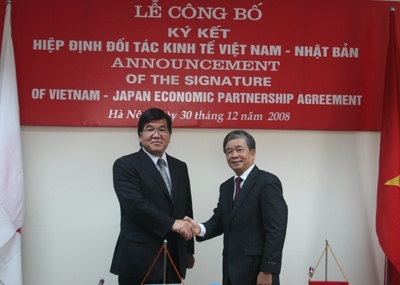 LỄ CÔNG BỐ
KÝ KẾT
HIỆP ĐỊNH ĐỐI TÁC KINH TẾ VIỆT NAM - NHẬT BẢN
ANNOUNCEMENT
OF THE SIGNATURE
OF VIETNAM - JAPAN ECONOMIC PARTNERSHIP AGREEMENT
Hà Nội, ngày 30 tháng 12 năm 2008